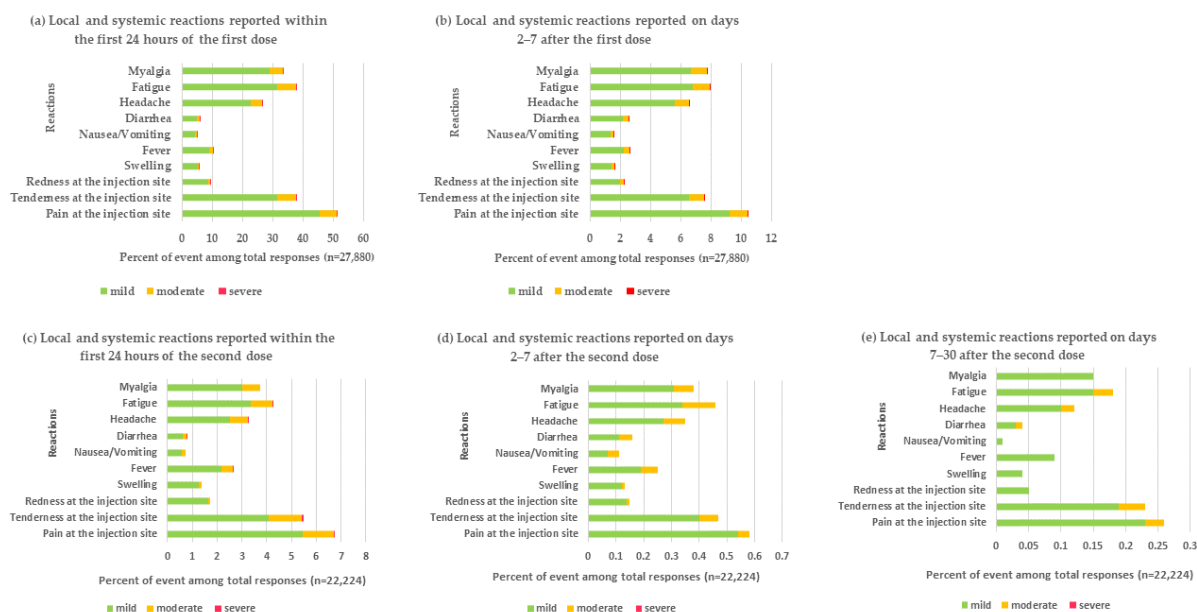 (a) Local and systemic reactions reported within
the first 24 hours of the first dose
Reactions
Myalgia
Fatigue
Headache
Diarrhea
Nausea/Vomiting
Fever
Swelling
Redness at the injection site
Tenderness at the injection site
Pain at the injection site
0 10 20 30 40 50 60
Percent of event among total responses (n=27,880)
mild moderate severe
(b) Local and systemic reactions reported on days
2–7 after the first dose
Reactions
Myalgia
Fatigue
Headache
Diarrhea
Nausea/Vomiting
Fever
Swelling
Redness at the injection site
Tenderness at the injection site
Pain at the injection site
0 2 4 6 8 10 12
Percent of event among total responses (n=27,880)
mild moderate severe
(c) Local and systemic reactions reported within the
first 24 hours of the second dose
Reactions
Myalgia
Fatigue
Headache
Diarrhea
Nausea/Vomiting
Fever
Swelling
Redness at the injection site
Tenderness at the injection site
Pain at the injection site
0 1 2 3 4 5 6 7 8
Percent of event among total responses (n=22,224)
mild moderate severe
(d) Local and systemic reactions reported on days
2–7 after the second dose
Reactions
Myalgia
Fatigue
Headache
Diarrhea
Nausea/Vomiting
Fever
Swelling
Redness at the injection site
Tenderness at the injection site
Pain at the injection site
0 0.1 0.2 0.3 0.4 0.5 0.6 0.7
Percent of event among total responses (n=22,224)
mild moderate severe
(e) Local and systemic reactions reported on days
7–30 after the second dose
Reactions
Myalgia
Fatigue
Headache
Diarrhea
Nausea/Vomiting
Fever
Swelling
Redness at the injection site
Tenderness at the injection site
Pain at the injection site
0 0.05 0.1 0.15 0.2 0.25 0.3
Percent of event among total responses (n=22,224)
mild moderate severe